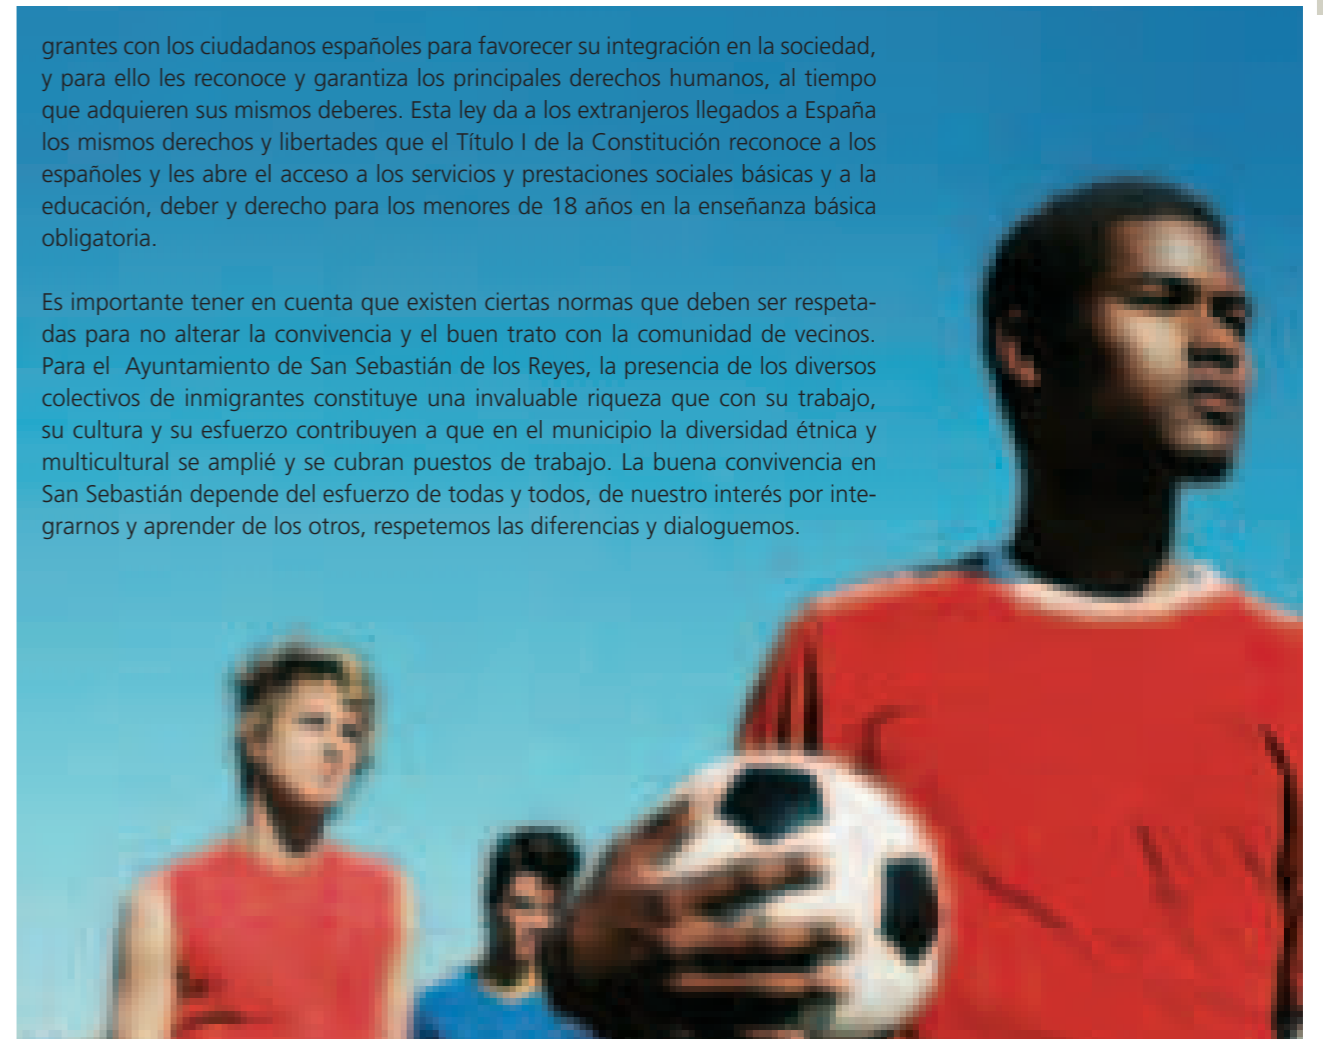 grantes con los ciudadanos españoles para favorecer su integración en la sociedad,
y para ello les reconoce y garantiza los principales derechos humanos, al tiempo
que adquieren sus mismos deberes. Esta ley da a los extranjeros llegados a España
los mismos derechos y libertades que el Título I de la Constitución reconoce a los
españoles y les abre el acceso a los servicios y prestaciones sociales básicas y a la
educación, deber y derecho para los menores de 18 años en la enseñanza básica
obligatoria.
Es importante tener en cuenta que existen ciertas normas que deben ser respeta-
das para no alterar la convivencia y el buen trato con la comunidad de vecinos.
Para el  Ayuntamiento de San Sebastián de los Reyes, la presencia de los diversos
colectivos de inmigrantes constituye una invaluable riqueza que con su trabajo,
su cultura y su esfuerzo contribuyen a que en el municipio la diversidad étnica y
multicultural se amplié y se cubran puestos de trabajo. La buena convivencia en
San Sebastián depende del esfuerzo de todas y todos, de nuestro interés por inte-
grarnos y aprender de los otros, respetemos las diferencias y dialoguemos.